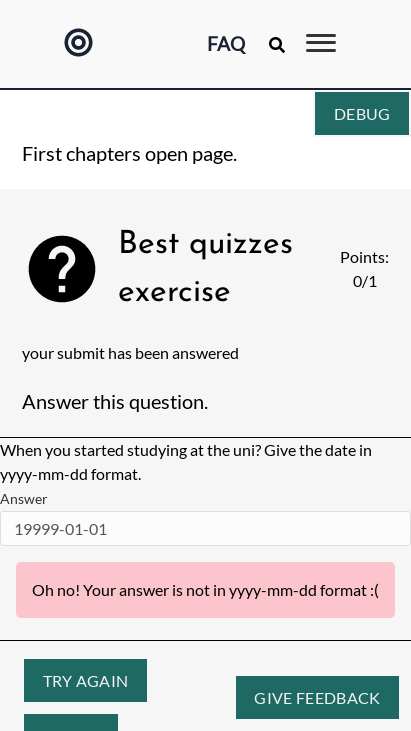 FAQ
DEBUG
First chapters open page.
Best quizzes
exercise
Points:
0/1
your submit has been answered
Answer this question.
When you started studying at the uni? Give the date in
yyyy-mm-dd format.
Answer
19999-01-01
Oh no! Your answer is not in yyyy-mm-dd format :(
TRY AGAIN
GIVE FEEDBACK